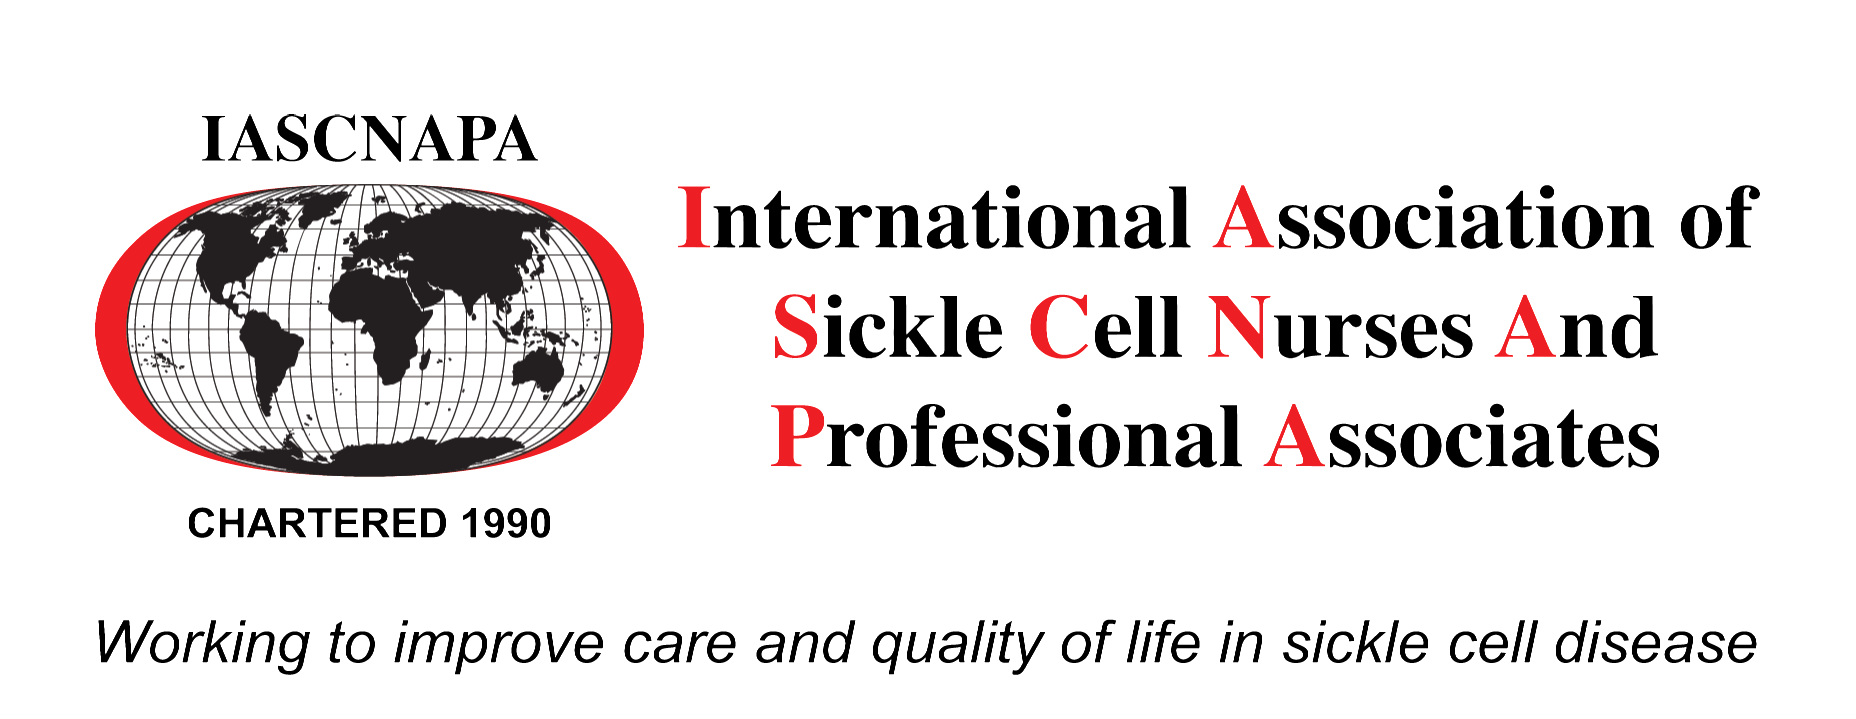 IASCNAPA
CHARTERED 1990
International Association of
Sickle Cell Nurses And
Professional Associates
Working to improve care and quality of life in sickle cell disease